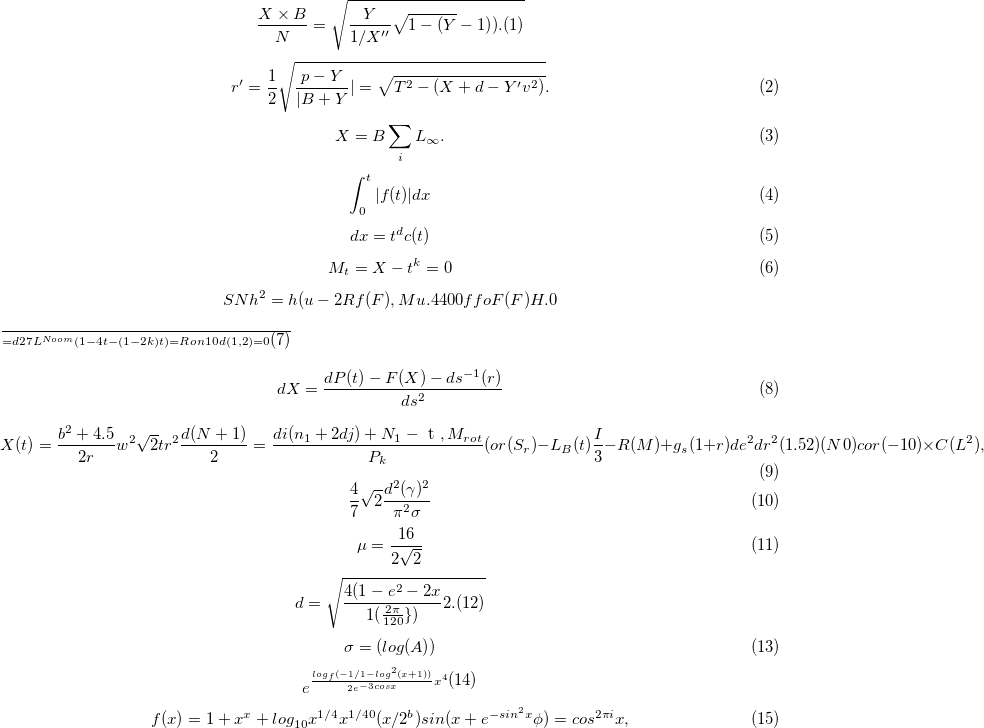 \frac{X \times B}{N} = \sqrt{\frac{Y}{1/X''}\sqrt{1-(Y}-1)).(1)}
r' = \frac{1}{2}\sqrt{\frac{p-Y}{|B+Y}| = \sqrt{T^2-(X+d-Y'v^2)}.} (2)
X = B\sum_i L_\infty. (3)
\int_0^t |f(t)|dx (4)
dx = t^d c(t) (5)
M_t = X - t^k = 0 (6)
SNh^2 = h(u-2Rf(F), Mu.4400ffoF(F)H.0
\overline{=d27L^{Noom}(1-4t-(1-2k)t)=Ron10d(1,2)=0(7)}
dX = \frac{dP(t)-F(X)-ds^{-1}(r)}{ds^2} (8)
X(t) = \frac{b^2+4.5}{2r}w^2\sqrt{2}tr^2\frac{d(N+1)}{2} = \frac{di(n_1+2dj)+N_1- t ,M_{rot}}{P_k}(or(S_r)-L_B(t)\frac{I}{3}-R(M)+g_s(1+r)de^2dr^2(1.52)(N0)cor(-10)\times C(L^2),
(9)
\frac{4}{7}\sqrt{2}\frac{d^2(\gamma)^2}{\pi^2\sigma} (10)
\mu = \frac{16}{2\sqrt{2}} (11)
d = \sqrt{\frac{4(1-e^2-2x}{1(\frac{2\pi}{120}\})}2.(12)}
\sigma = (log(A)) (13)
e^{\frac{log_f(-1/1-log^2(x+1))}{2e^{-3cosx}}x^4}(14)
f(x) = 1 + x^x + log_{10}x^{1/4}x^{1/40}(x/2^b)sin(x+e^{-sin^2x}\phi) = cos^{2\pi i}x, (15)